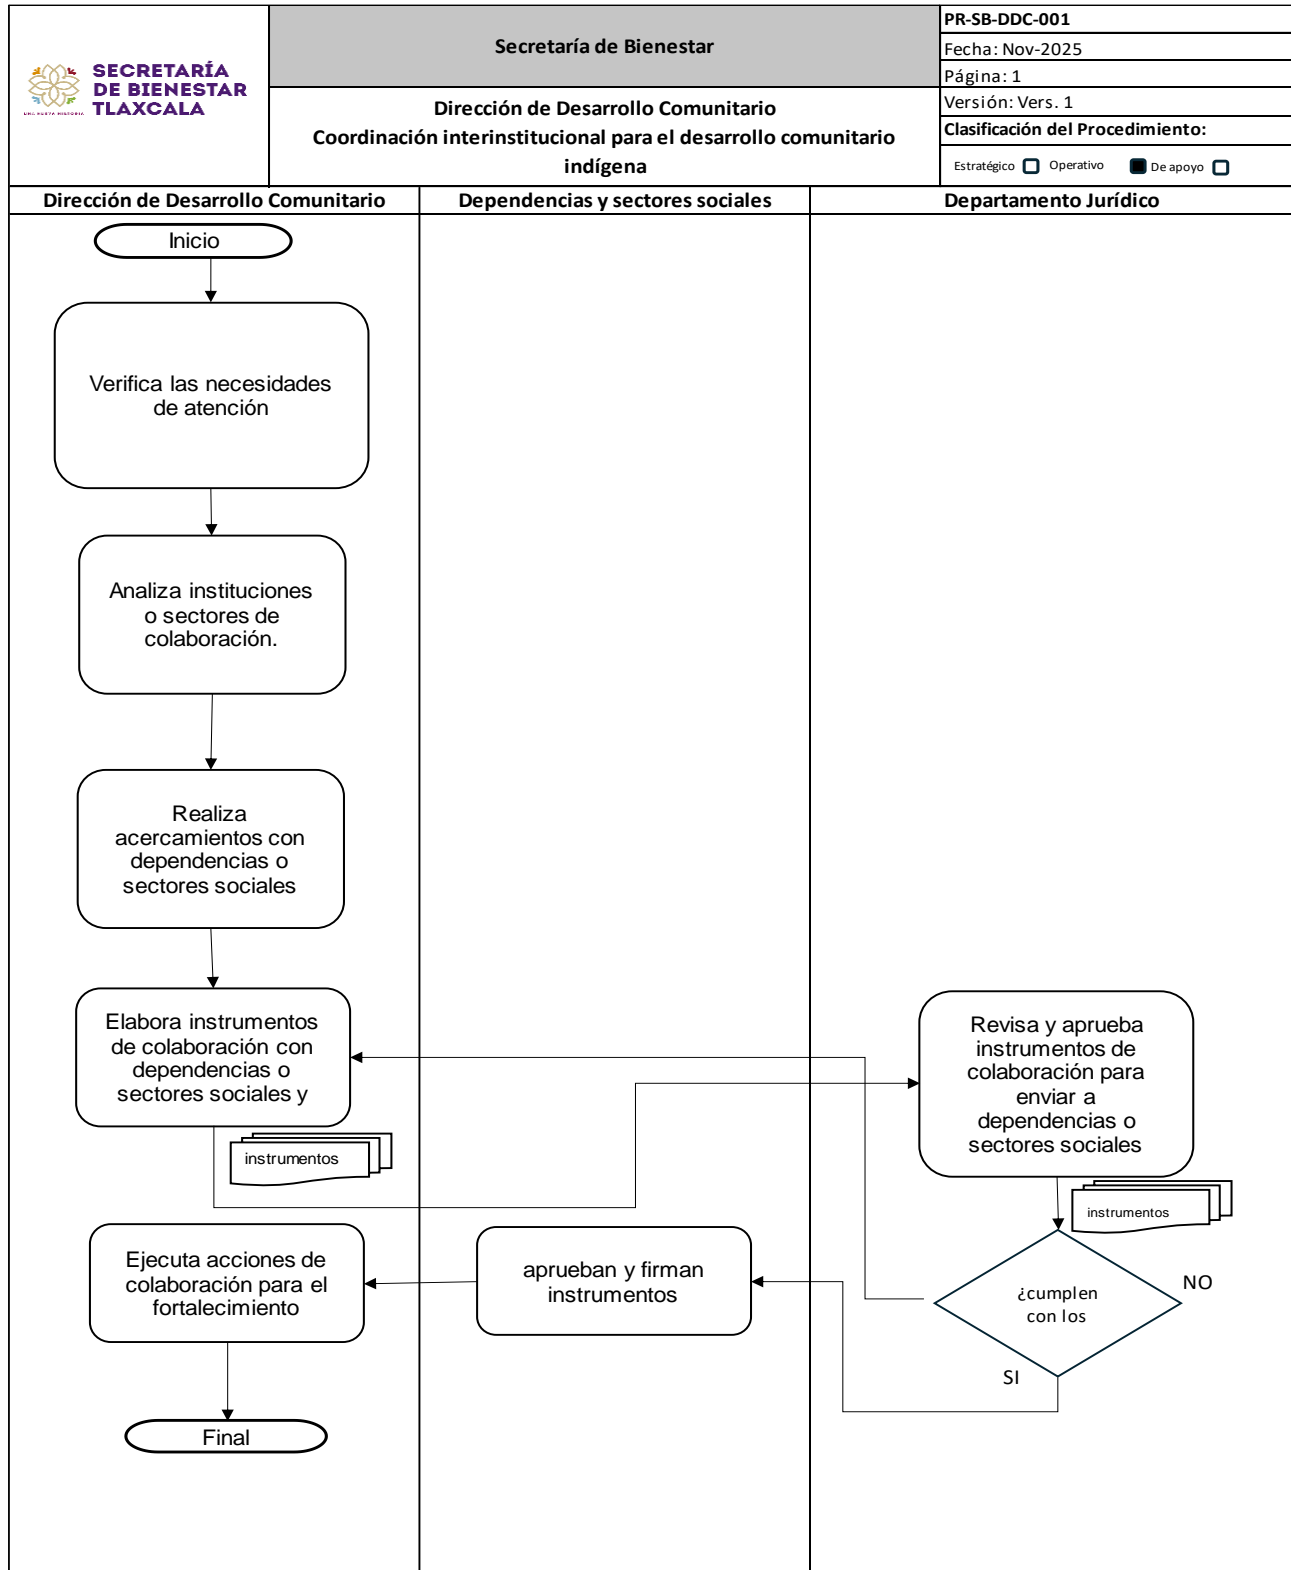 SECRETARÍA
DE BIENESTAR
TLAXCALA
UNA NUEVA HISTORIA
Secretaría de Bienestar
Dirección de Desarrollo Comunitario
Coordinación interinstitucional para el desarrollo comunitario
indígena
PR-SB-DDC-001
Fecha: Nov-2025
Página: 1
Versión: Vers. 1
Clasificación del Procedimiento:
Estratégico Operativo De apoyo
Dirección de Desarrollo Comunitario
Dependencias y sectores sociales
Departamento Jurídico
Inicio
Verifica las necesidades
de atención
Analiza instituciones
o sectores de
colaboración.
Realiza
acercamientos con
dependencias o
sectores sociales
Elabora instrumentos
de colaboración con
dependencias o
sectores sociales y
instrumentos
Revisa y aprueba
instrumentos de
colaboración para
enviar a
dependencias o
sectores sociales
instrumentos
¿cumplen
con los
NO
SI
aprueban y firman
instrumentos
Ejecuta acciones de
colaboración para el
fortalecimiento
Final